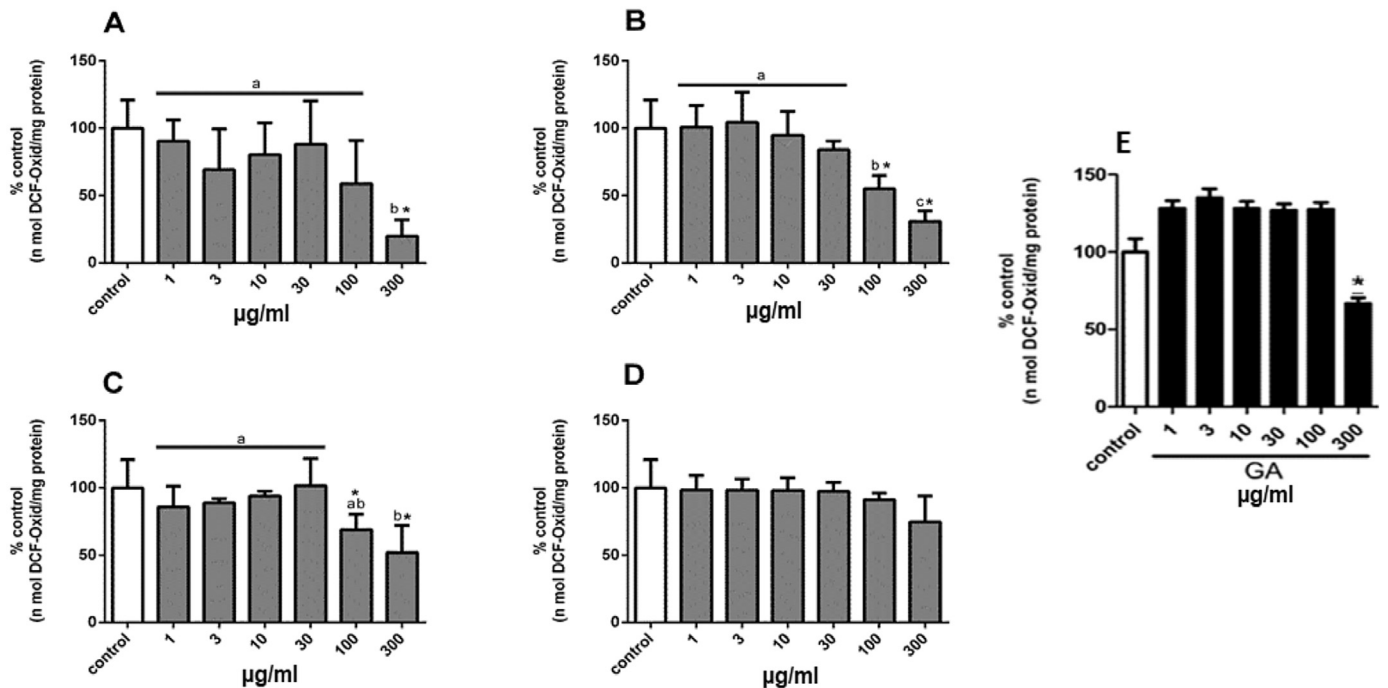 A
% control
(n mol DCF-Oxid/mg protein)
150
100
50
0
a
b *
control
1
3
10
30
100
300
µg/ml
B
% control
(n mol DCF-Oxid/mg protein)
150
100
50
0
a
b *
c *
control
1
3
10
30
100
300
µg/ml
C
% control
(n mol DCF-Oxid/mg protein)
150
100
50
0
a
*
ab
b *
control
1
3
10
30
100
300
µg/ml
D
% control
(n mol DCF-Oxid/mg protein)
150
100
50
0
control
1
3
10
30
100
300
µg/ml
E
% control
(n mol DCF-Oxid/mg protein)
150
100
50
0
*
control
1
3
10
30
100
300
GA
µg/ml